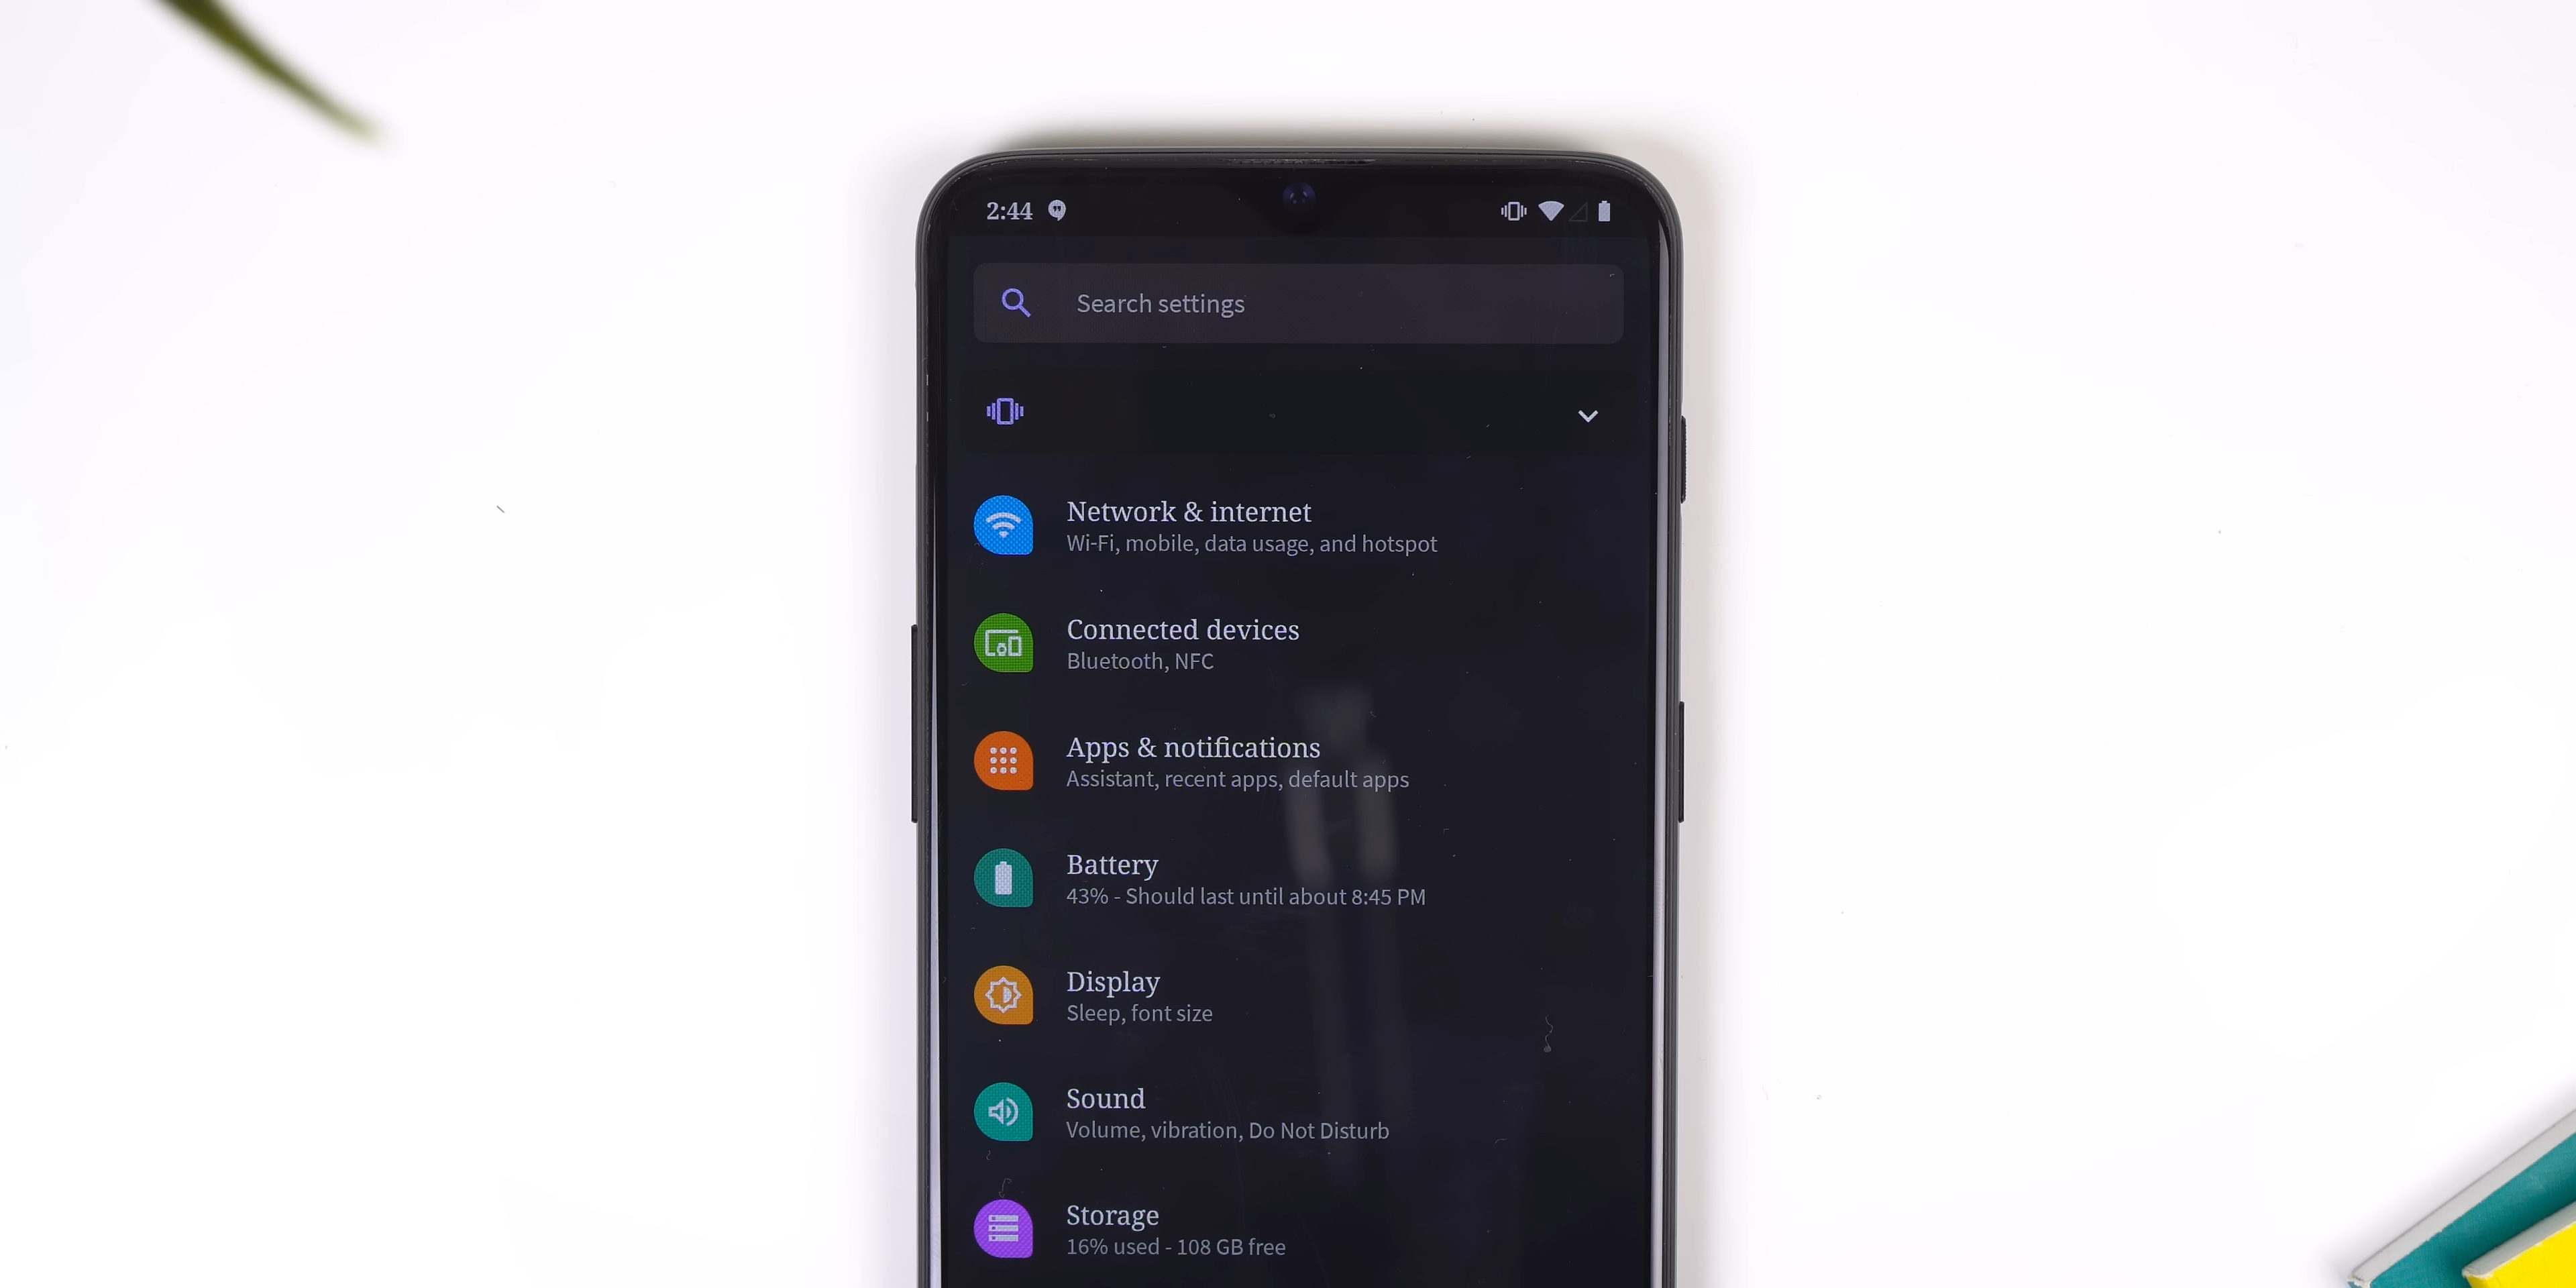 2:44
Search settings
Network & internet
Wi-Fi, mobile, data usage, and hotspot
Connected devices
Bluetooth, NFC
Apps & notifications
Assistant, recent apps, default apps
Battery
43% - Should last until about 8:45 PM
Display
Sleep, font size
Sound
Volume, vibration, Do Not Disturb
Storage
16% used - 108 GB free